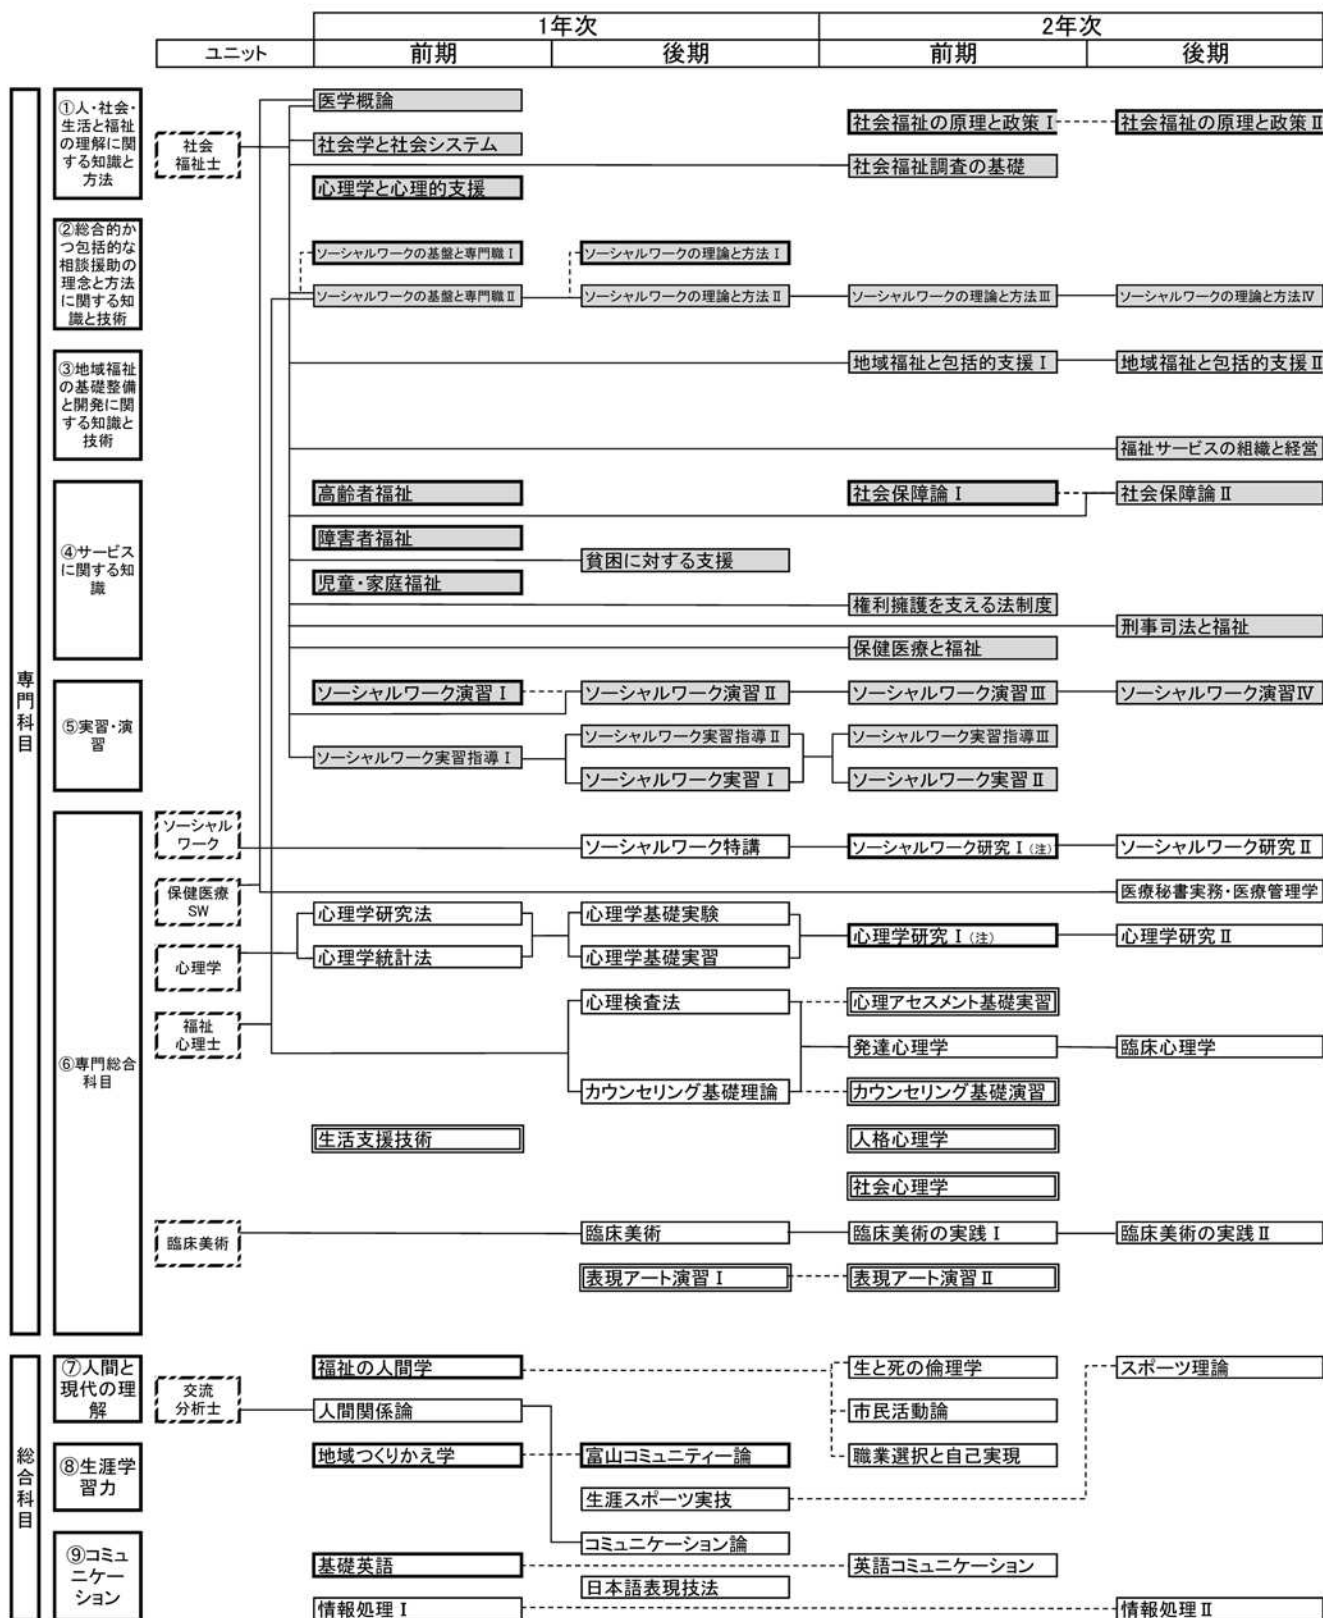 1年次 2年次
ユニット 前期 後期 前期 後期
専門科目
①人・社会・
生活と福祉
の理解に関
する知識と
方法
社会
福祉士
医学概論
社会福祉の原理と政策Ⅰ 社会福祉の原理と政策Ⅱ
社会学と社会システム
社会福祉調査の基礎
心理学と心理的支援
②総合的か
つ包括的な
相談援助の
理念と方法
に関する知
識と技術
ソーシャルワークの基盤と専門職Ⅰ ソーシャルワークの理論と方法Ⅰ
ソーシャルワークの基盤と専門職Ⅱ ソーシャルワークの理論と方法Ⅱ ソーシャルワークの理論と方法Ⅲ ソーシャルワークの理論と方法Ⅳ
③地域福祉
の基礎整備
と開発に関
する知識と
技術
地域福祉と包括的支援Ⅰ 地域福祉と包括的支援Ⅱ
福祉サービスの組織と経営
④サービス
に関する知
識
高齢者福祉 社会保障論Ⅰ 社会保障論Ⅱ
障害者福祉
貧困に対する支援
児童・家庭福祉
権利擁護を支える法制度
刑事司法と福祉
保健医療と福祉
⑤実習・演
習
ソーシャルワーク演習Ⅰ ソーシャルワーク演習Ⅱ ソーシャルワーク演習Ⅲ ソーシャルワーク演習Ⅳ
ソーシャルワーク実習指導Ⅱ ソーシャルワーク実習指導Ⅲ
ソーシャルワーク実習指導Ⅰ
ソーシャルワーク実習Ⅰ ソーシャルワーク実習Ⅱ
⑥専門総合
科目
ソーシャル
ワーク
ソーシャルワーク特講 ソーシャルワーク研究Ⅰ(注) ソーシャルワーク研究Ⅱ
保健医療
SW
医療秘書実務・医療管理学
心理学研究法 心理学基礎実験
心理学
心理学研究Ⅰ(注) 心理学研究Ⅱ
心理学統計法 心理学基礎実習
福祉
心理士
心理検査法 心理アセスメント基礎実習
発達心理学 臨床心理学
カウンセリング基礎理論 カウンセリング基礎演習
生活支援技術 人格心理学
社会心理学
臨床美術
臨床美術 臨床美術の実践Ⅰ 臨床美術の実践Ⅱ
表現アート演習Ⅰ 表現アート演習Ⅱ
総合科目
⑦人間と
現代の理
解
交流
分析士
福祉の人間学 生と死の倫理学 スポーツ理論
人間関係論 市民活動論
⑧生涯学
習力
地域つくりかえ学 富山コミュニティー論 職業選択と自己実現
生涯スポーツ実技
⑨コミュ
ニケー
ション
コミュニケーション論
基礎英語 英語コミュニケーション
日本語表現技法
情報処理Ⅰ 情報処理Ⅱ